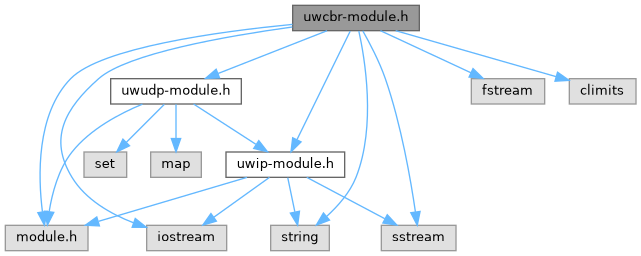 uwcbr-module.h
uwudp-module.h
fstream
climits
set
map
uwip-module.h
module.h
iostream
string
sstream